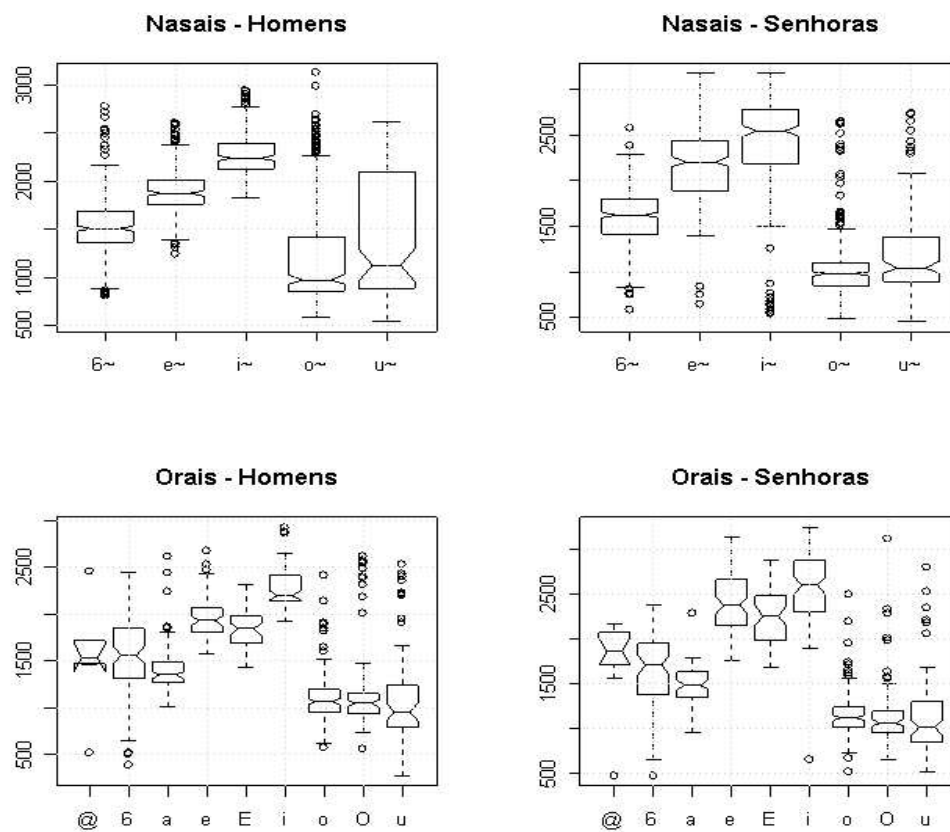 Nasais - Homens
3000
2000
1000
500
6~ e~ i~ o~ u~
Nasais - Senhoras
2500
1500
500
6~ e~ i~ o~ u~
Orais - Homens
2500
1500
500
@ 6 a e E i o O u
Orais - Senhoras
2500
1500
500
@ 6 a e E i o O u